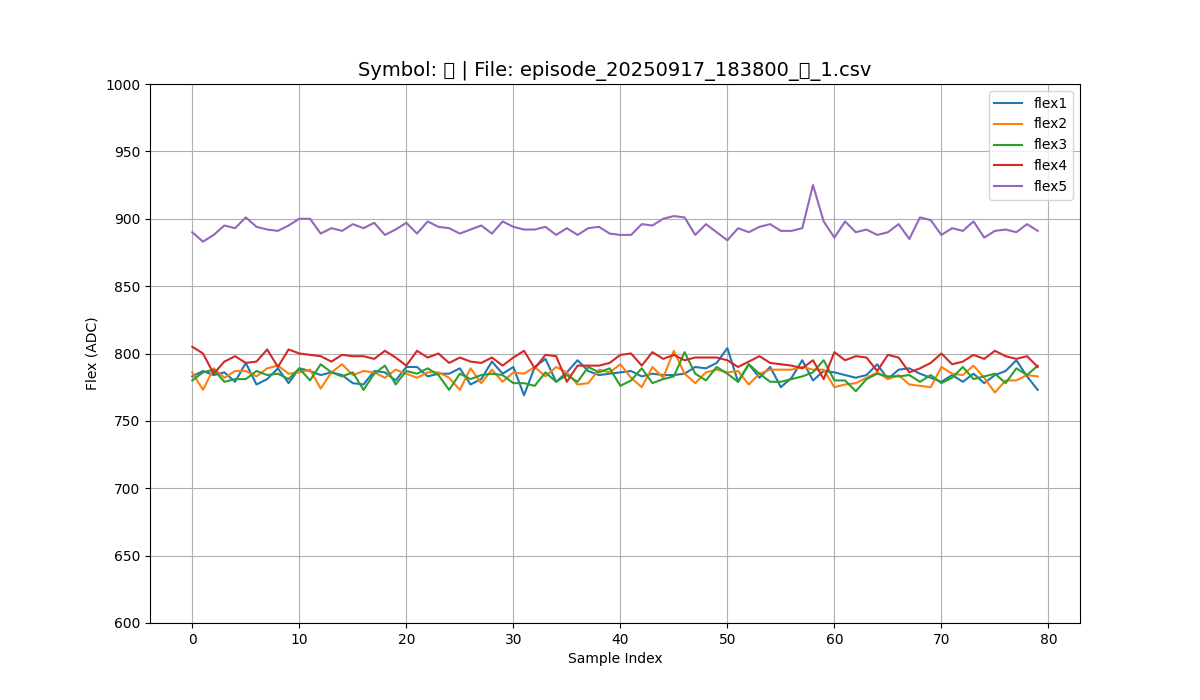 Symbol: | File: episode_20250917_183800_ _1.csv
1000
950
900
850
800
750
700
650
600
Flex (ADC)
0 10 20 30 40 50 60 70 80
Sample Index
flex1
flex2
flex3
flex4
flex5